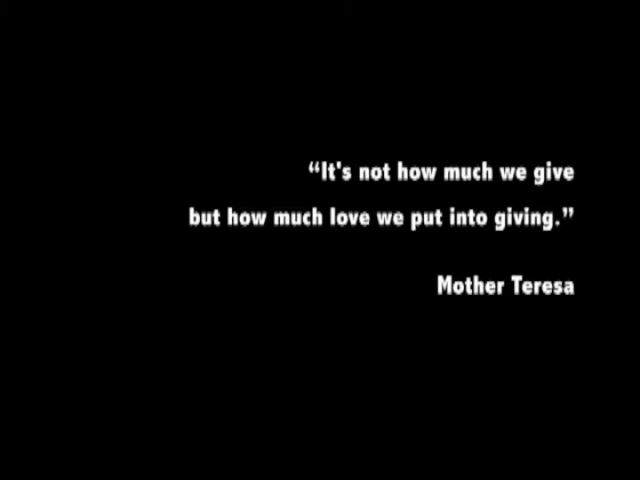 “It's not how much we give
but how much love we put into giving.”
Mother Teresa